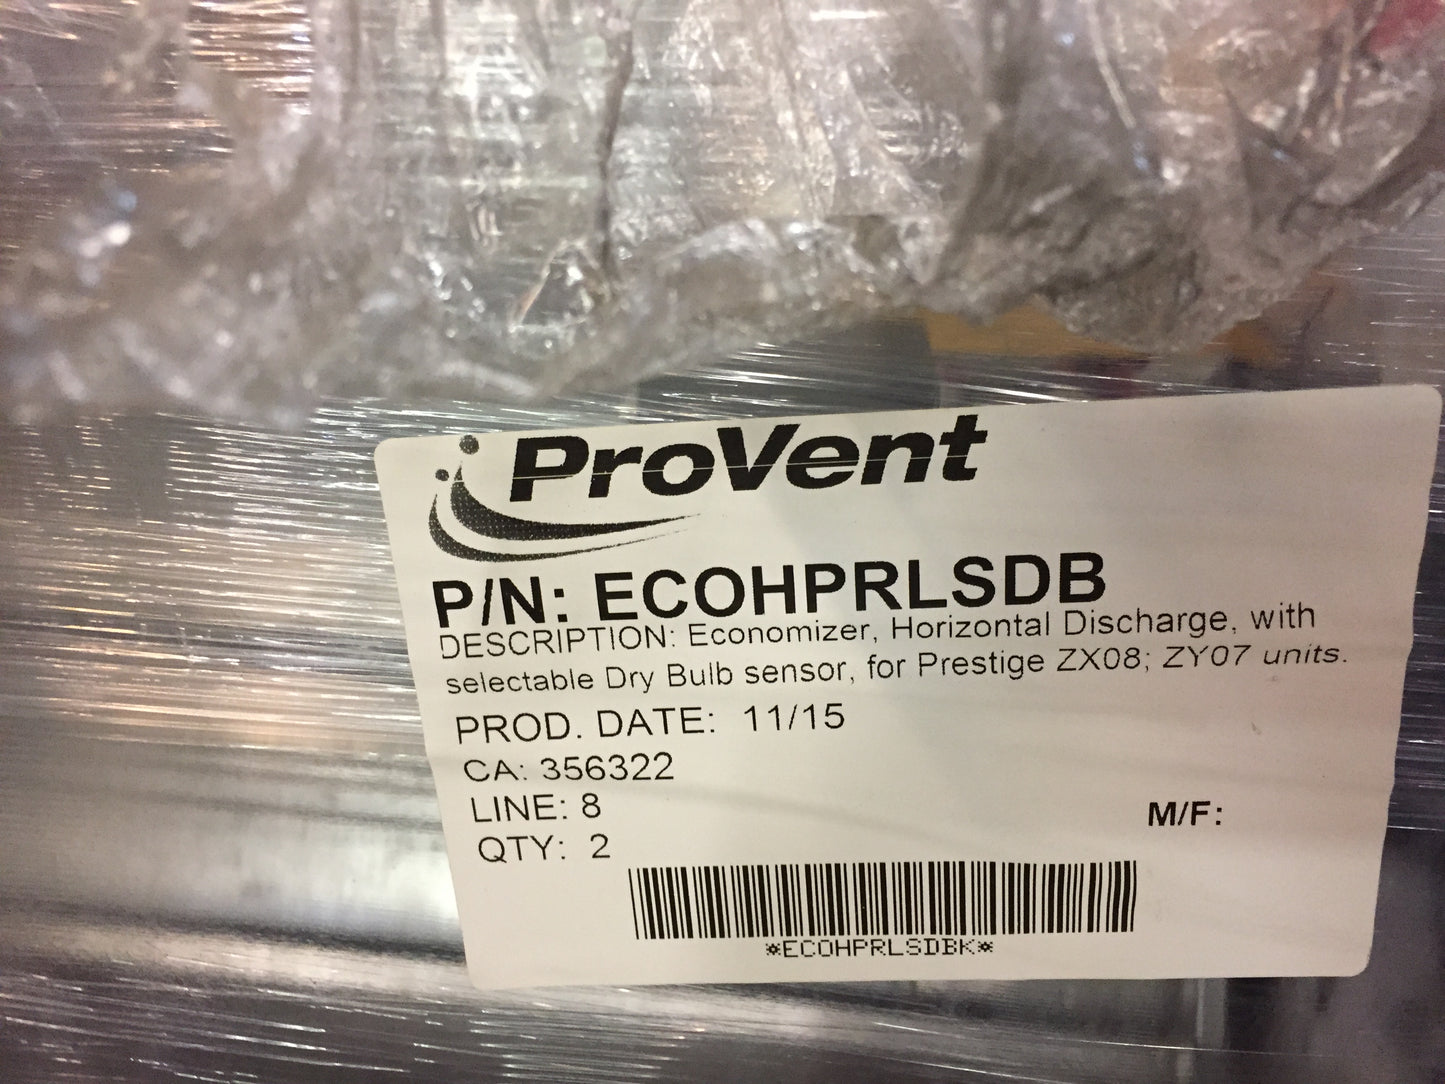 ProVent
P/N: ECOHPRLSDB
DESCRIPTION: Economizer, Horizontal Discharge, with
selectable Dry Bulb sensor, for Prestige ZX08; ZY07 units.
PROD. DATE: 11/15
CA: 356322
LINE: 8
M/F:
QTY: 2
*ECOHPRLSDBK*